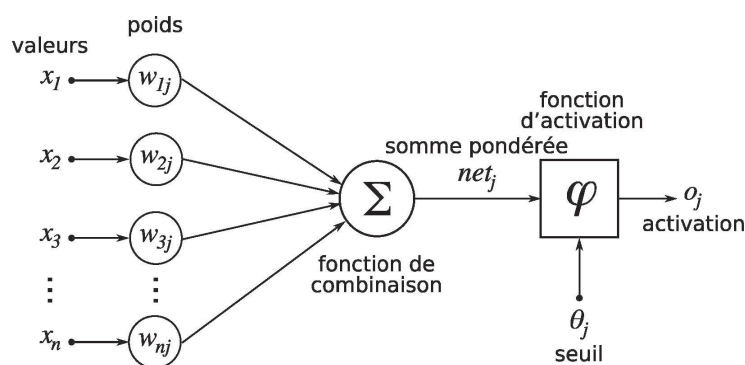 valeurs
poids
x₁
w₁ⱼ
x₂
w₂ⱼ
x₃
w₃ⱼ
⋮
⋮
xₙ
wₙⱼ
Σ
fonction de
combinaison
somme pondérée
netⱼ
fonction
d'activation
φ
oⱼ
activation
θⱼ
seuil